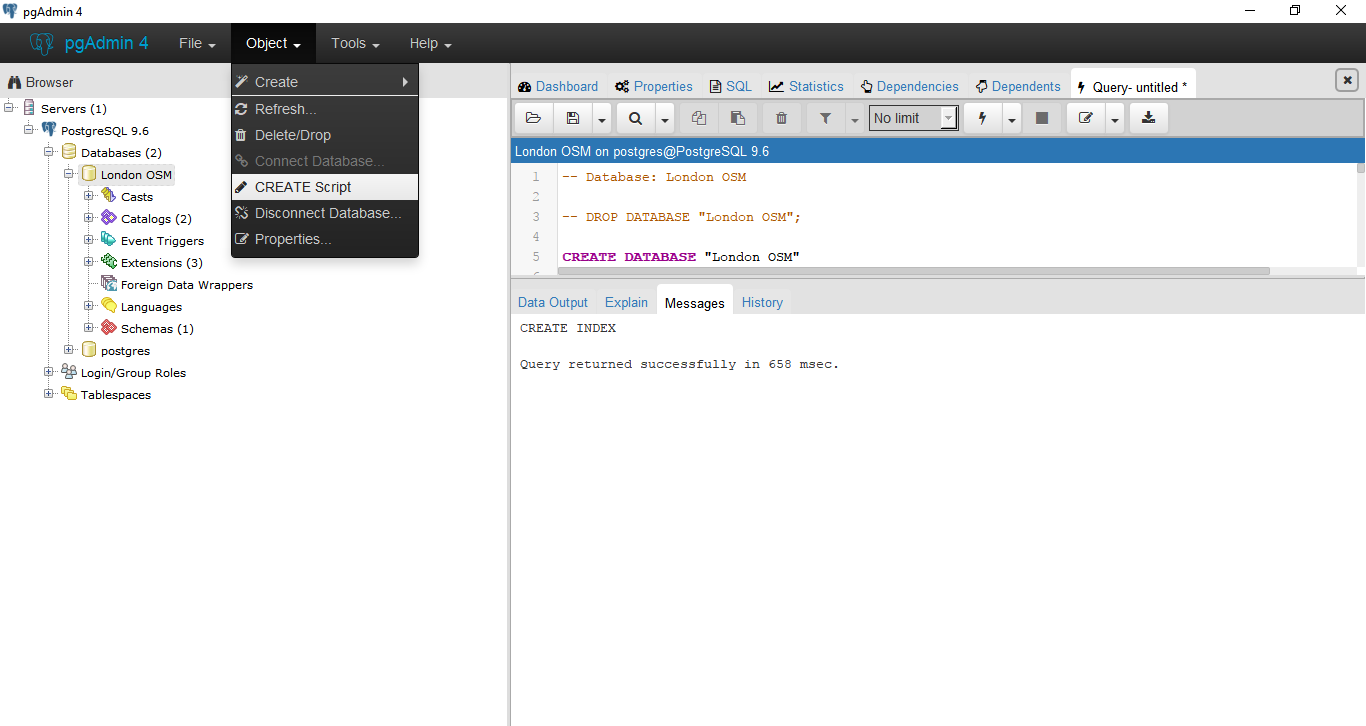 pgAdmin 4
pgAdmin 4 File Object Tools Help
Browser
Servers (1)
PostgreSQL 9.6
Databases (2)
London OSM
Casts
Catalogs (2)
Event Triggers
Extensions (3)
Foreign Data Wrappers
Languages
Schemas (1)
postgres
Login/Group Roles
Tablespaces
Create
Refresh...
Delete/Drop
Connect Database...
CREATE Script
Disconnect Database...
Properties...
Dashboard Properties SQL Statistics Dependencies Dependents Query- untitled *
No limit
London OSM on postgres@PostgreSQL 9.6
1 -- Database: London OSM
2
3 -- DROP DATABASE "London OSM";
4
5 CREATE DATABASE "London OSM"
Data Output Explain Messages History
CREATE INDEX
Query returned successfully in 658 msec.